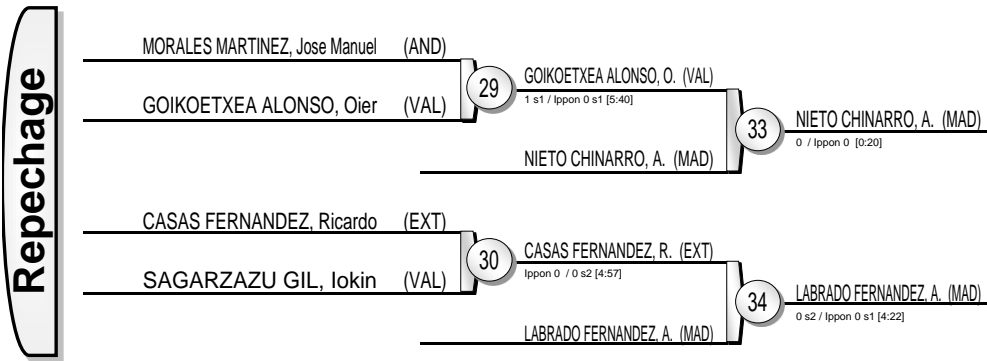 Repechage
MORALES MARTINEZ, Jose Manuel (AND)
GOIKOETXEA ALONSO, Oier (VAL)
29
GOIKOETXEA ALONSO, O. (VAL)
1 s1 / Ippon 0 s1 [5:40]
NIETO CHINARRO, A. (MAD)
33
NIETO CHINARRO, A. (MAD)
0 / Ippon 0 [0:20]
CASAS FERNANDEZ, Ricardo (EXT)
SAGARZAZU GIL, Iokin (VAL)
30
CASAS FERNANDEZ, R. (EXT)
Ippon 0 / 0 s2 [4:57]
LABRADO FERNANDEZ, A. (MAD)
34
LABRADO FERNANDEZ, A. (MAD)
0 s2 / Ippon 0 s1 [4:22]